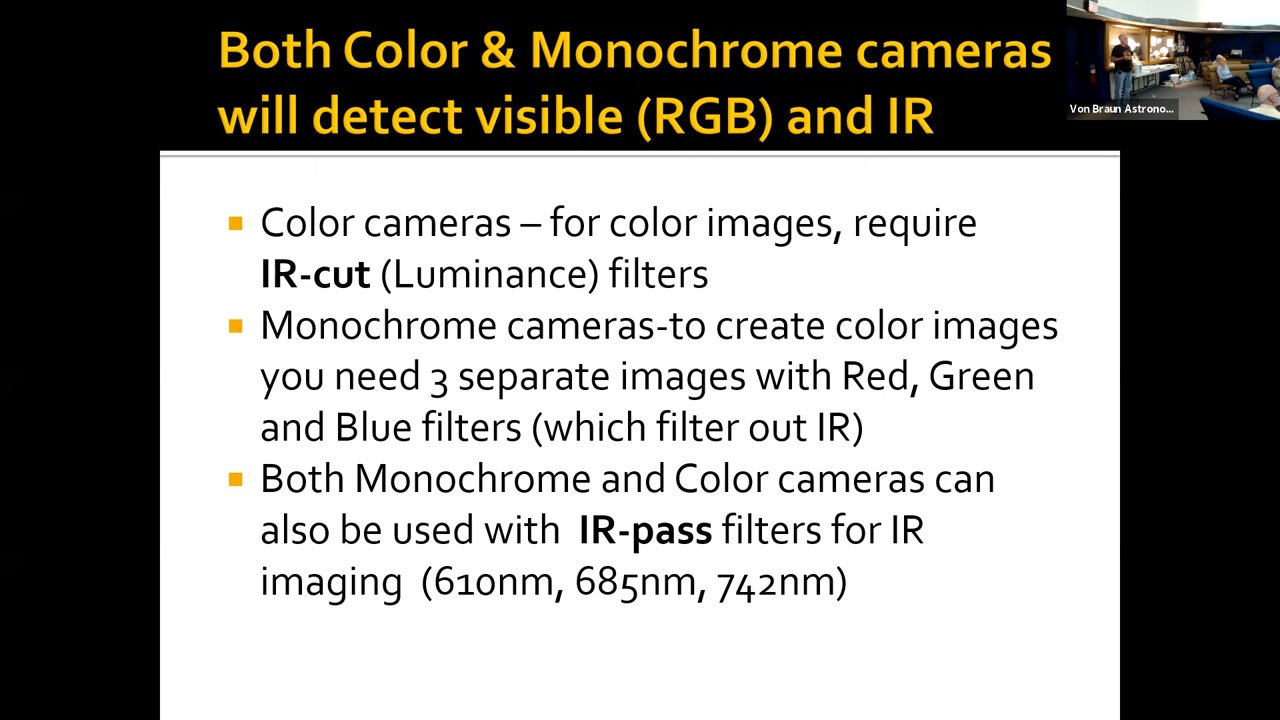 Both Color & Monochrome cameras
will detect visible (RGB) and IR
Von Braun Astrono...
Color cameras – for color images, require
IR-cut (Luminance) filters
Monochrome cameras-to create color images
you need 3 separate images with Red, Green
and Blue filters (which filter out IR)
Both Monochrome and Color cameras can
also be used with IR-pass filters for IR
imaging (610nm, 685nm, 742nm)